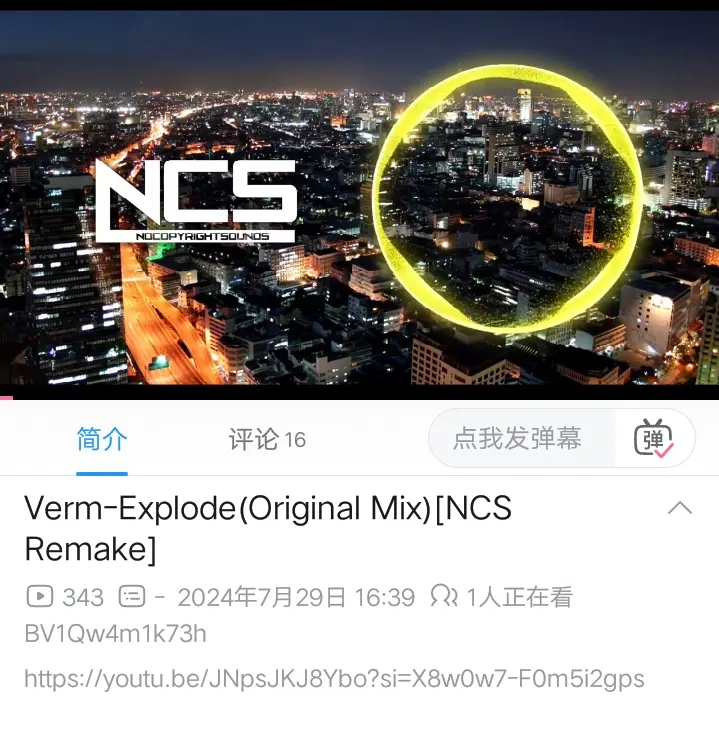 NCS
NOCOPYRIGHTSOUNDS
简介
评论 16
点我发弹幕
弹
Verm-Explode(Original Mix)[NCS
Remake]
343 - 2024年7月29日 16:39 1人正在看
BV1Qw4m1k73h
https://youtu.be/JNpsJKJ8Ybo?si=X8w0w7-F0m5i2gps